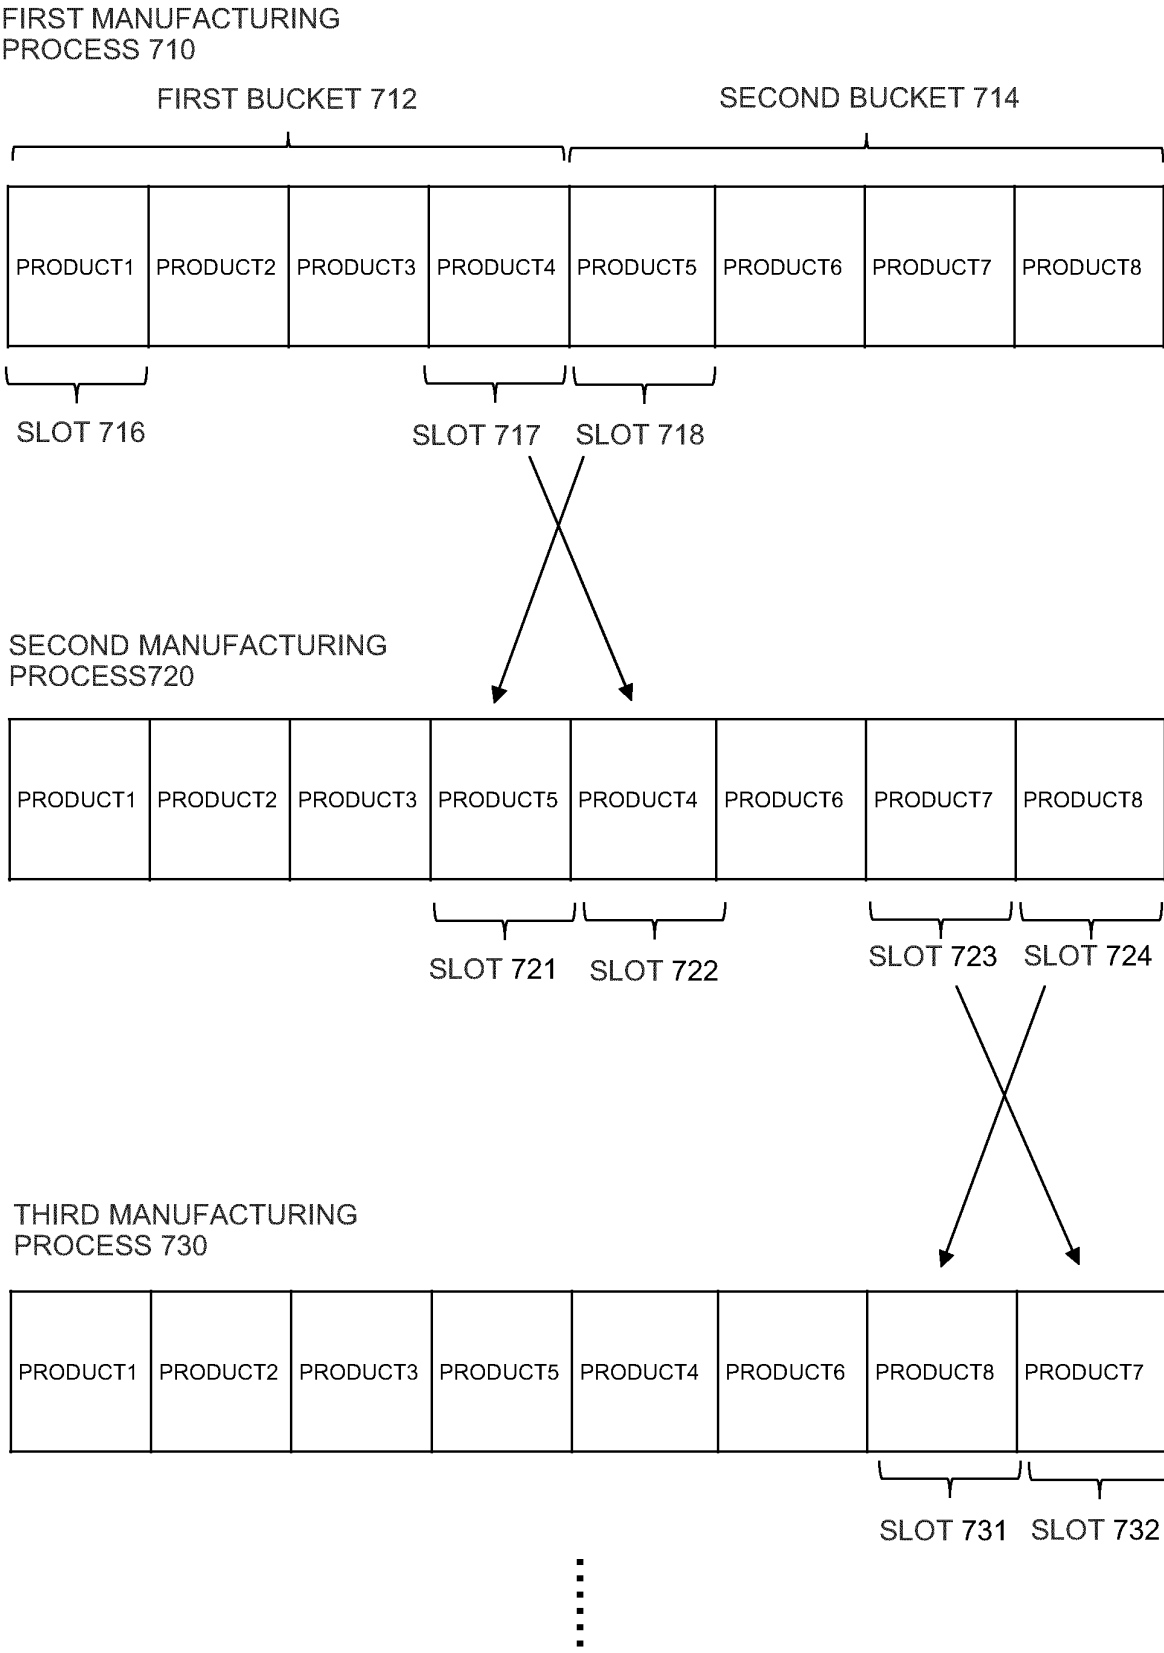 FIRST MANUFACTURING
PROCESS 710
FIRST BUCKET 712
SECOND BUCKET 714
PRODUCT1 PRODUCT2 PRODUCT3 PRODUCT4 PRODUCT5 PRODUCT6 PRODUCT7 PRODUCT8
SLOT 716 SLOT 717 SLOT 718
SECOND MANUFACTURING
PROCESS720
PRODUCT1 PRODUCT2 PRODUCT3 PRODUCT5 PRODUCT4 PRODUCT6 PRODUCT7 PRODUCT8
SLOT 721 SLOT 722 SLOT 723 SLOT 724
THIRD MANUFACTURING
PROCESS 730
PRODUCT1 PRODUCT2 PRODUCT3 PRODUCT5 PRODUCT4 PRODUCT6 PRODUCT8 PRODUCT7
SLOT 731 SLOT 732